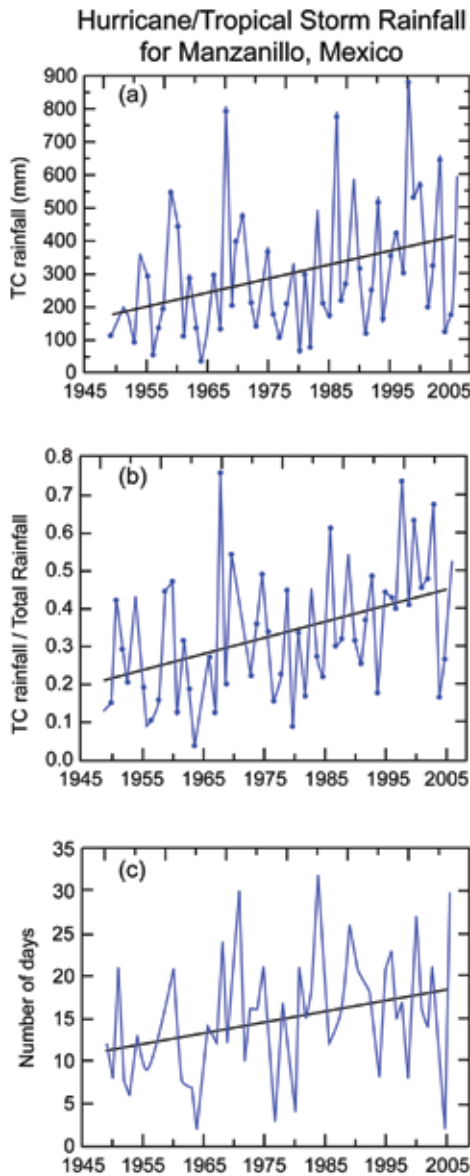 Hurricane/Tropical Storm Rainfall
for Manzanillo, Mexico
(a)
TC rainfall (mm)
900
800
700
600
500
400
300
200
100
0
1945 1955 1965 1975 1985 1995 2005
(b)
TC rainfall / Total Rainfall
0.8
0.7
0.6
0.5
0.4
0.3
0.2
0.1
0.0
1945 1955 1965 1975 1985 1995 2005
(c)
Number of days
35
30
25
20
15
10
5
0
1945 1955 1965 1975 1985 1995 2005